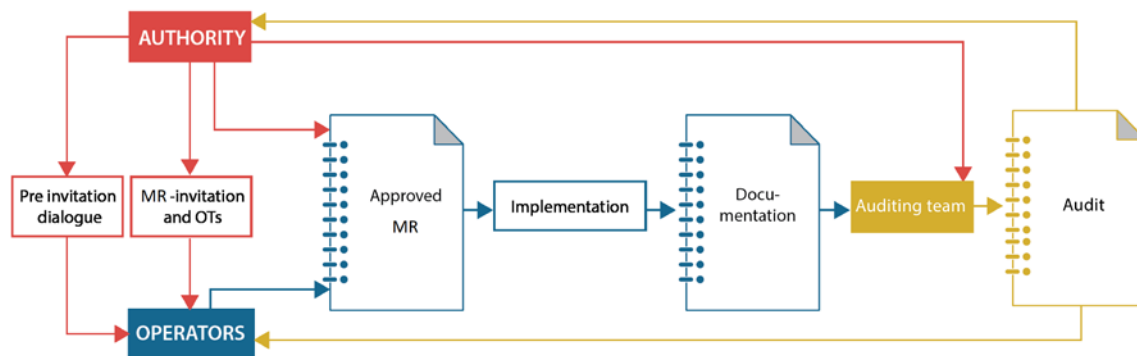 AUTHORITY
Pre invitation
dialogue
MR -invitation
and OTs
OPERATORS
Approved
MR
Implementation
Docu-
mentation
Auditing team
Audit